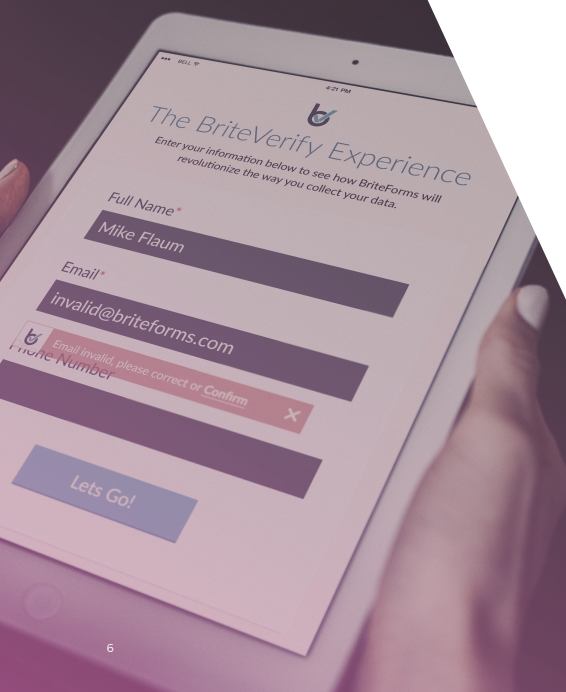 BELL
4:21 PM
The BriteVerify Experience
Enter your information below to see how BriteForms will
revolutionize the way you collect your data.
Full Name*
Mike Flaum
Email*
invalid@briteforms.com
Email invalid, please correct or Confirm
Phone Number
Lets Go!
6